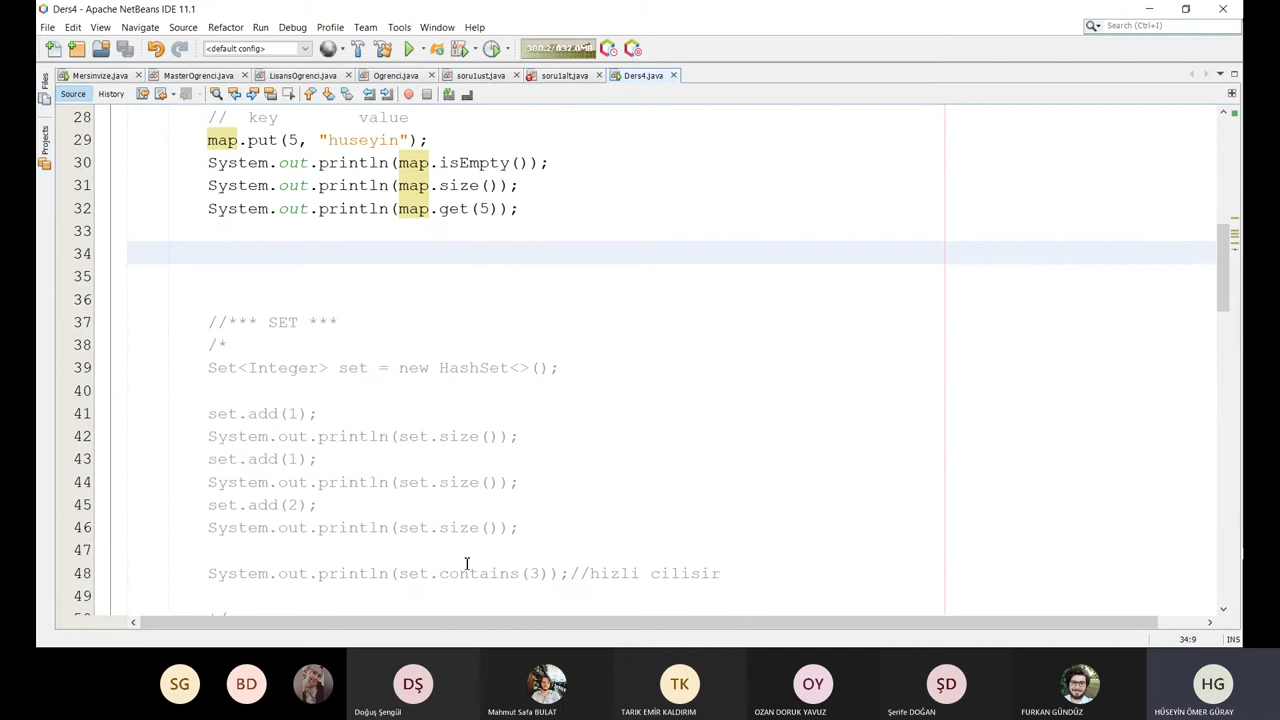 Ders4 - Apache NetBeans IDE 11.1
File Edit View Navigate Source Refactor Run Debug Profile Team Tools Window Help
Search (Ctrl+I)
<default config>
380.2/832.0MB
Mersinvize.java MasterOgrenci.java LisansOgrenci.java Ogrenci.java soru1ust.java soru1alt.java Ders4.java
Source History
Files
Projects
28 // key value
29 map.put(5, "huseyin");
30 System.out.println(map.isEmpty());
31 System.out.println(map.size());
32 System.out.println(map.get(5));
33
34
35
36
37 //*** SET ***
38 /*
39 Set<Integer> set = new HashSet<>();
40
41 set.add(1);
42 System.out.println(set.size());
43 set.add(1);
44 System.out.println(set.size());
45 set.add(2);
46 System.out.println(set.size());
47
48 System.out.println(set.contains(3));//hizli cilisir
49
34:9 INS
SG BD DŞ TK OY ŞD HG
Doğuş Şengül Mahmut Safa BULAT TARIK EMİR KALDIRIM OZAN DORUK YAVUZ Şerife DOĞAN FURKAN GÜNDÜZ HÜSEYİN ÖMER GÜRAY